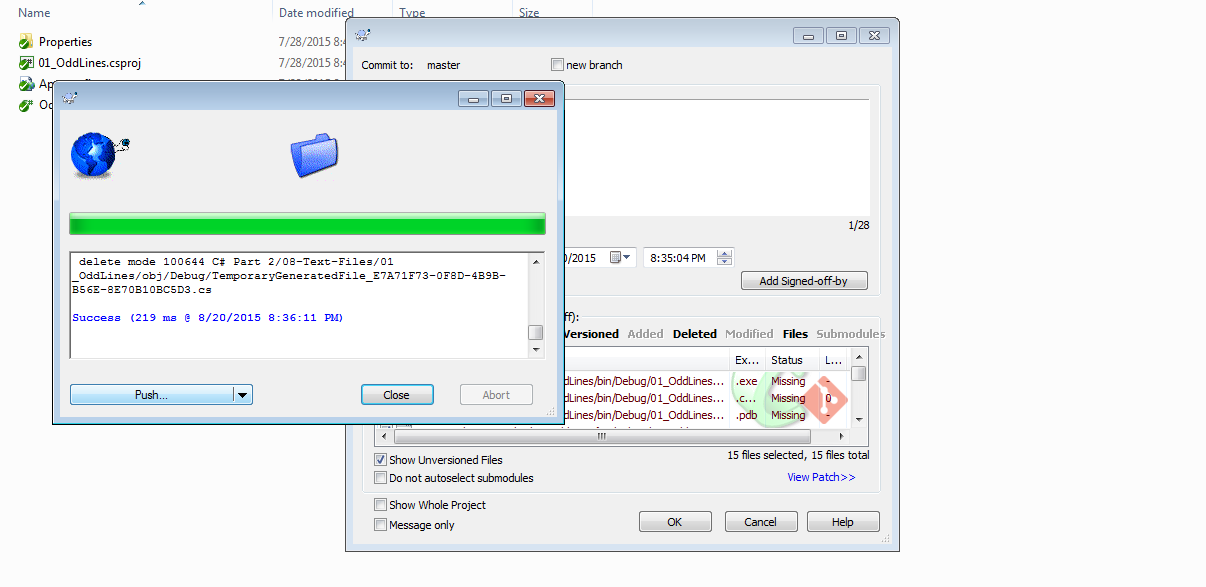 Name Date modified Type Size
Properties 7/28/2015 8:4
01_OddLines.csproj 7/28/2015 8:4
Commit to: master new branch
1/28
/2015 8:35:04 PM
Add Signed-off-by
Versioned Added Deleted Modified Files Submodules
Ex... Status L...
dLines/bin/Debug/01_OddLines... .exe Missing -
dLines/bin/Debug/01_OddLines... .c... Missing 0
dLines/bin/Debug/01_OddLines... .pdb Missing -
Show Unversioned Files 15 files selected, 15 files total
Do not autoselect submodules View Patch>>
Show Whole Project
Message only OK Cancel Help
delete mode 100644 C# Part 2/08-Text-Files/01
_OddLines/obj/Debug/TemporaryGeneratedFile_E7A71F73-0F8D-4B9B-
B56E-8E70B10BC5D3.cs
Success (219 ms @ 8/20/2015 8:36:11 PM)
Push... Close Abort